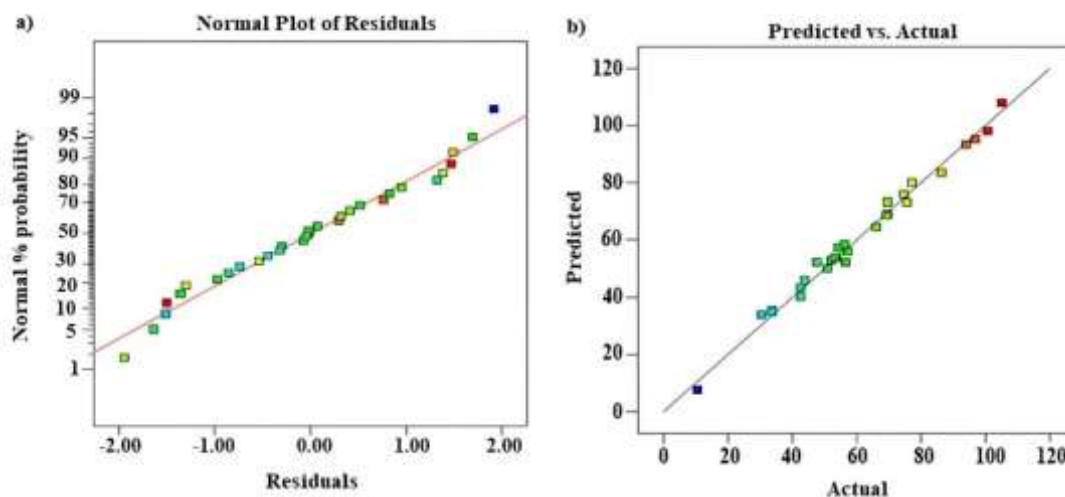 a)
Normal Plot of Residuals
Normal % probability
99
95
90
80
70
50
30
20
10
5
1
-2.00 -1.00 0.00 1.00 2.00
Residuals
b)
Predicted vs. Actual
Predicted
120
100
80
60
40
20
0
0 20 40 60 80 100 120
Actual